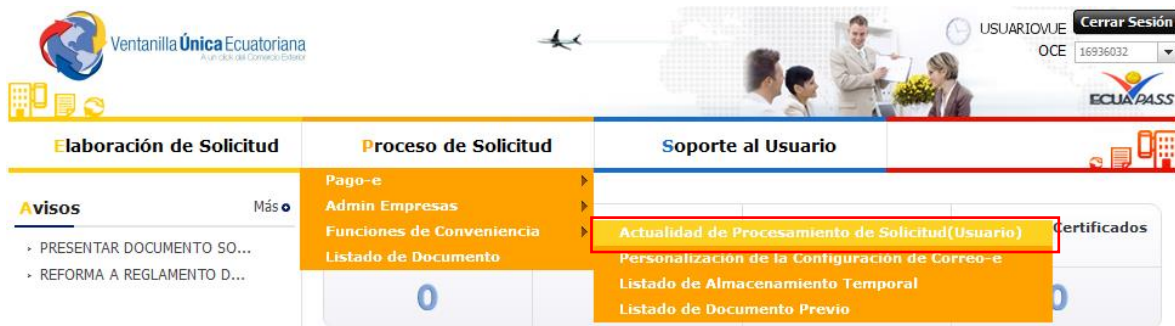 Ventanilla Única Ecuatoriana
A un click del Comercio Exterior
USUARIOVUE Cerrar Sesión
OCE 16936032
ECUAPASS
Elaboración de Solicitud
Proceso de Solicitud
Soporte al Usuario
Avisos Más
PRESENTAR DOCUMENTO SO...
REFORMA A REGLAMENTO D...
Pago-e
Admin Empresas
Funciones de Conveniencia
Listado de Documento
Actualidad de Procesamiento de Solicitud(Usuario)
Personalización de la Configuración de Correo-e
Listado de Almacenamiento Temporal
Listado de Documento Previo
Certificados
0
0